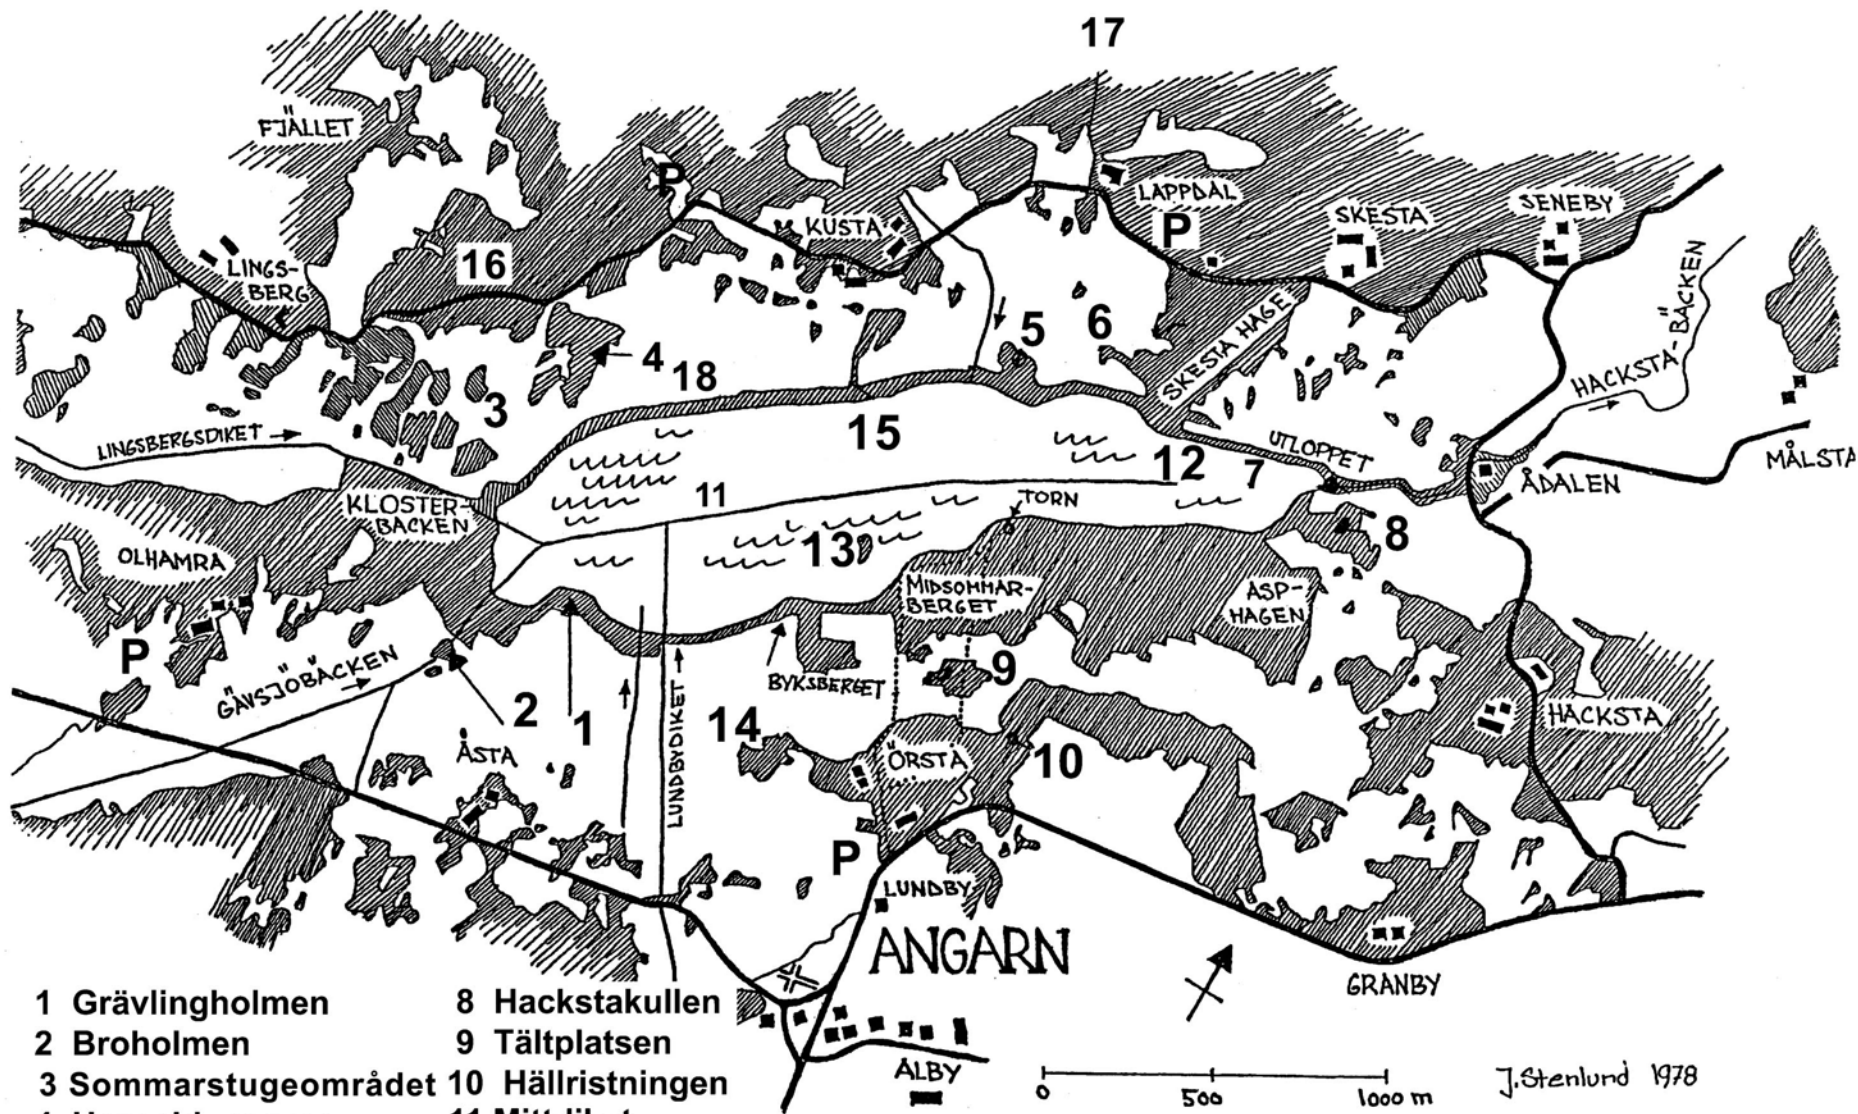 17
FJÄLLET
P
LAPPDAL
KUSTA
P
SKESTA
SENEBY
16
LINGS-
BERG
HACKSTA-BÄCKEN
SKESTA HAGE
5
6
4
18
3
15
LINGSBERGSDIKET
UTLOPPET
12
7
MÅLSTA
ÅDALEN
11
TORN
KLOSTER-
BACKEN
8
13
OLHAMRA
MIDSOMMAR-
BERGET
ASP-
HAGEN
P
GÄVSJÖBÄCKEN
BYKSBERGET
9
2
1
14
HACKSTA
ÅSTA
LUNDBYDIKET
ÖRSTA
10
P
LUNDBY
ANGARN
GRANBY
ÄLBY
0 500 1000 m
J. Stenlund 1978
1 Grävlingholmen
2 Broholmen
3 Sommarstugeområdet
8 Hackstakullen
9 Tältplatsen
10 Hällristningen